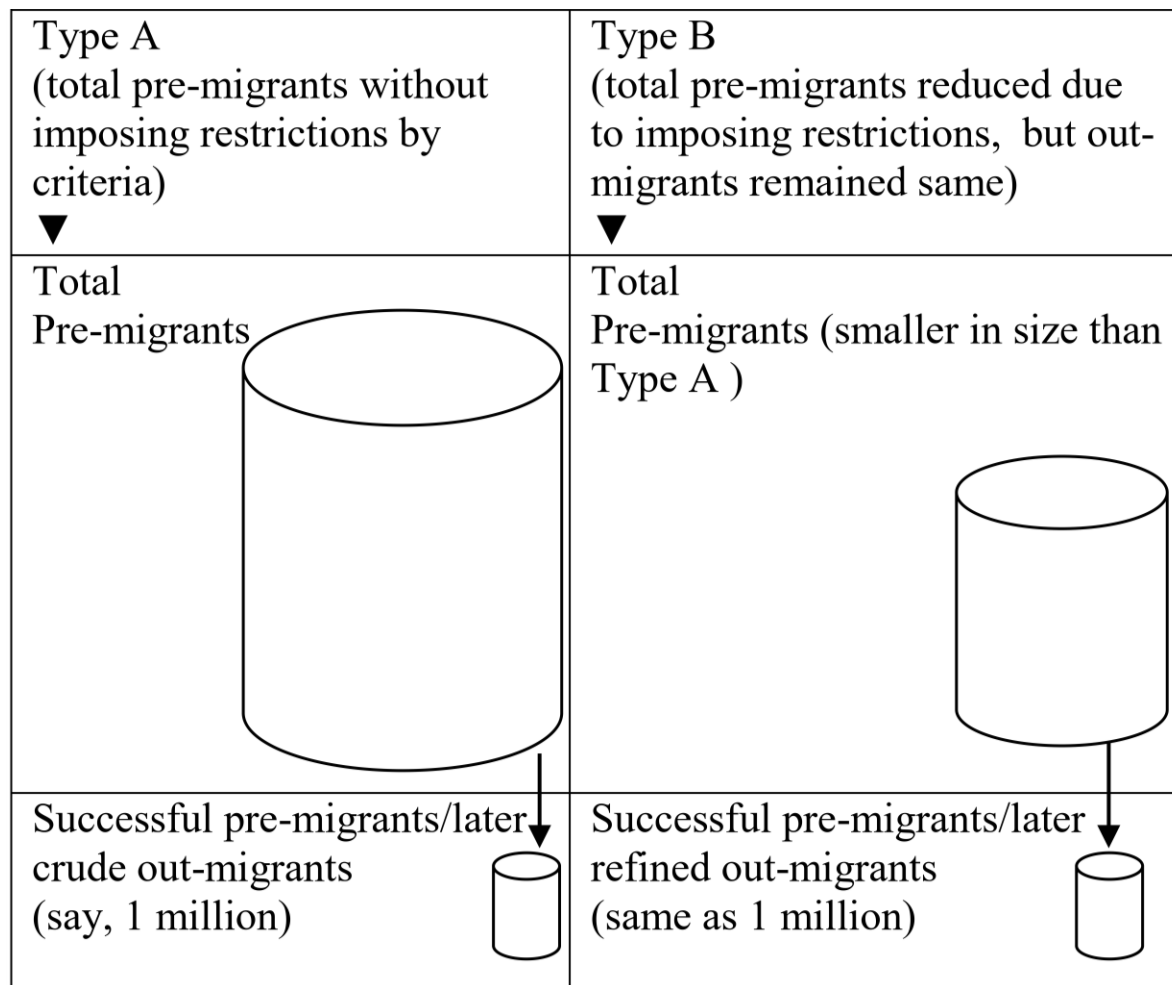 Type A
(total pre-migrants without
imposing restrictions by
criteria)
Type B
(total pre-migrants reduced due
to imposing restrictions,  but out-
migrants remained same)
Total
Pre-migrants
Total
Pre-migrants (smaller in size than
Type A )
Successful pre-migrants/later
crude out-migrants
(say, 1 million)
Successful pre-migrants/later
refined out-migrants
(same as 1 million)